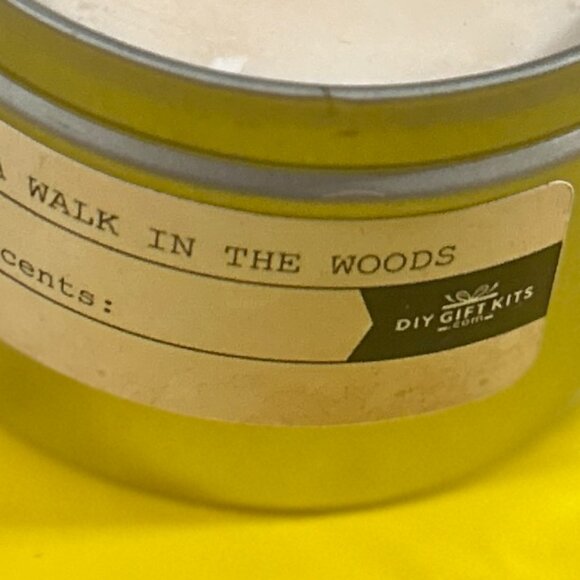 A WALK IN THE WOODS
cents:
DIY GIFT KITS
.com